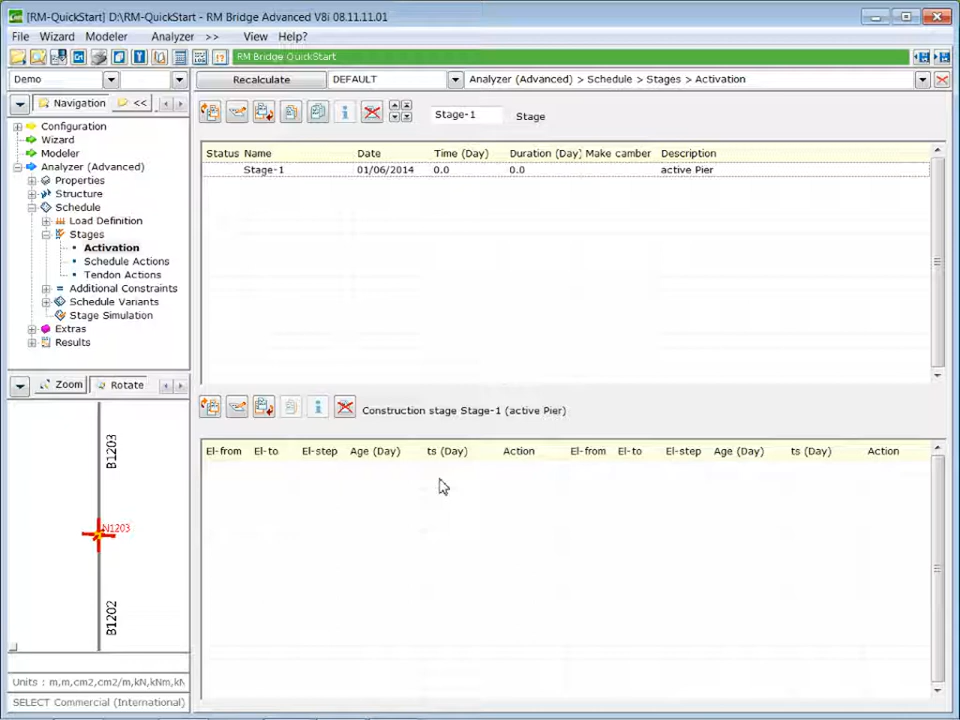 [RM-QuickStart] D:\RM-QuickStart - RM Bridge Advanced V8i 08.11.11.01
File Wizard Modeler Analyzer >> View Help?
RM Bridge QuickStart
Demo Recalculate DEFAULT Analyzer (Advanced) > Schedule > Stages > Activation
Navigation <<
Stage-1 Stage
Configuration
Wizard
Modeler
Analyzer (Advanced)
Properties
Structure
Schedule
Load Definition
Stages
Activation
Schedule Actions
Tendon Actions
Additional Constraints
Schedule Variants
Stage Simulation
Extras
Results
Status Name Date Time (Day) Duration (Day) Make camber Description
Stage-1 01/06/2014 0.0 0.0 active Pier
Zoom Rotate
Construction stage Stage-1 (active Pier)
El-from El-to El-step Age (Day) ts (Day) Action El-from El-to El-step Age (Day) ts (Day) Action
B1203
N1203
B1202
Units : m,m,cm2,cm2/m,kN,kNm,kN
SELECT Commercial (International)